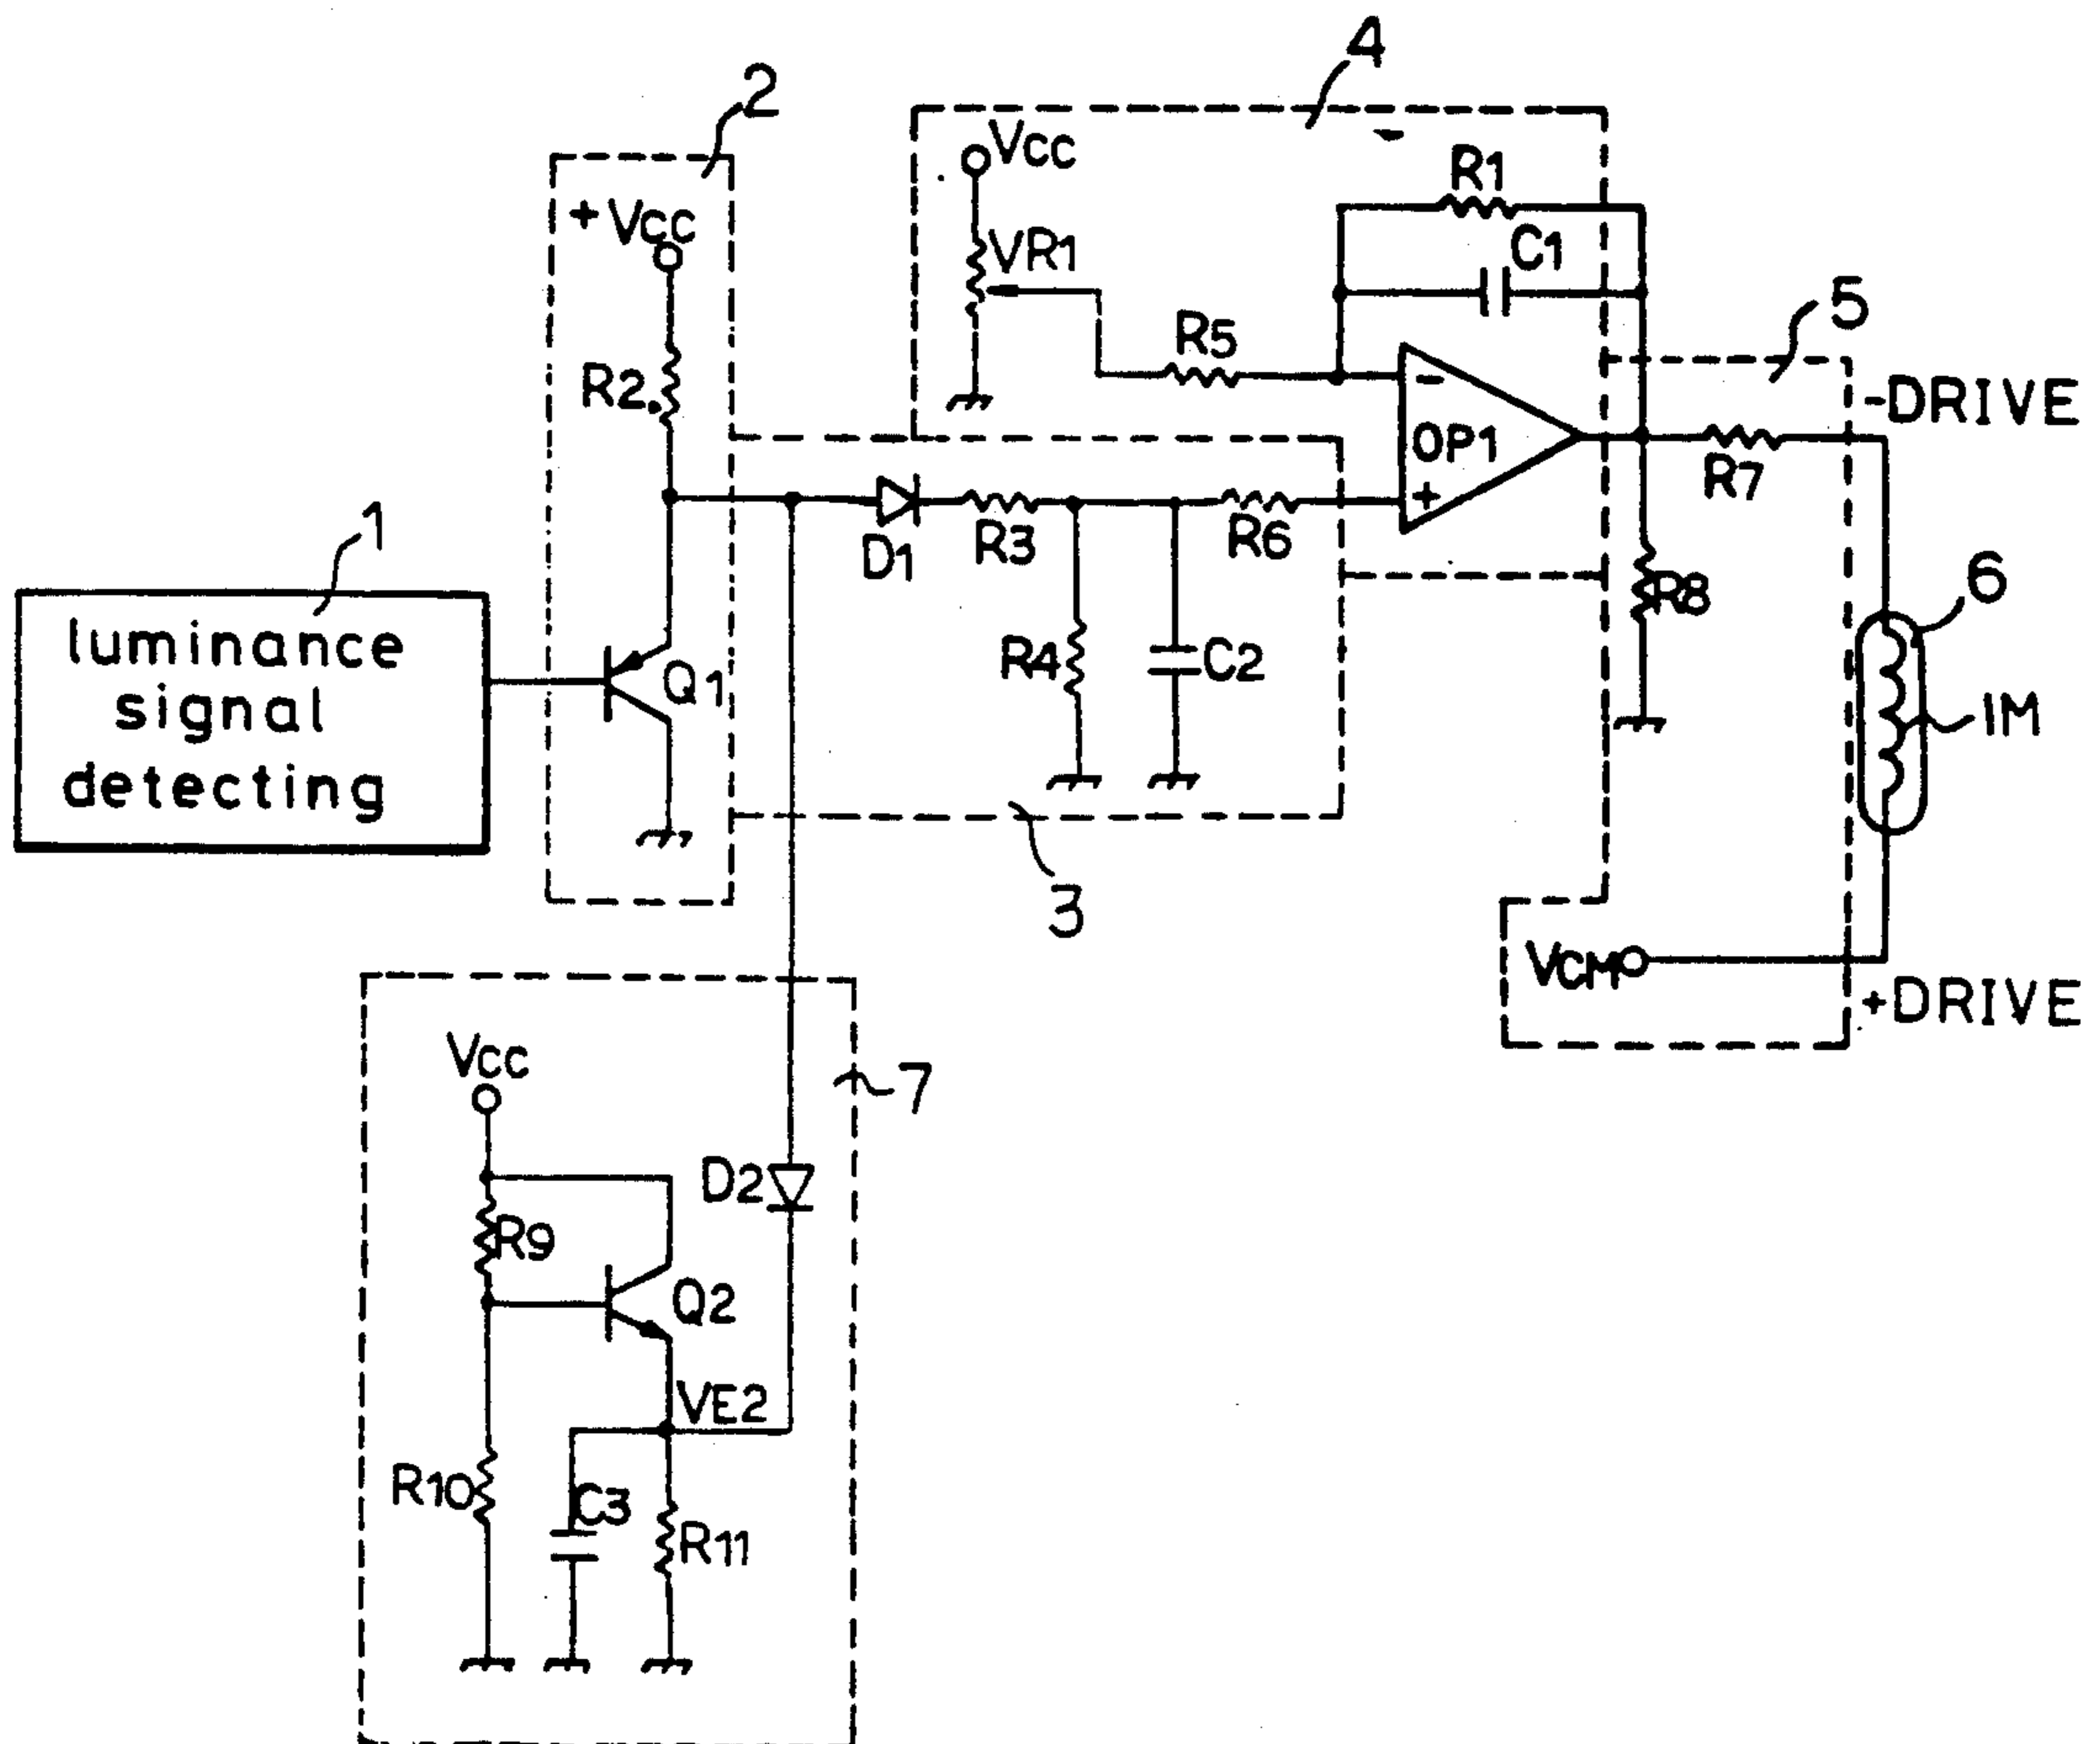 4
2
Vcc
R1
+Vcc
C1
VR1
5
R5
R2
-DRIVE
-
OP1
+
R7
1
D1
R3
R6
6
R8
luminance
signal
detecting
Q1
R4
C2
1M
3
VCM
+DRIVE
Vcc
7
D2
R9
Q2
VE2
R10
C3
R11